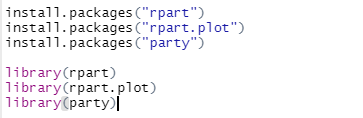 install.packages("rpart")
install.packages("rpart.plot")
install.packages("party")
library(rpart)
library(rpart.plot)
library(party)